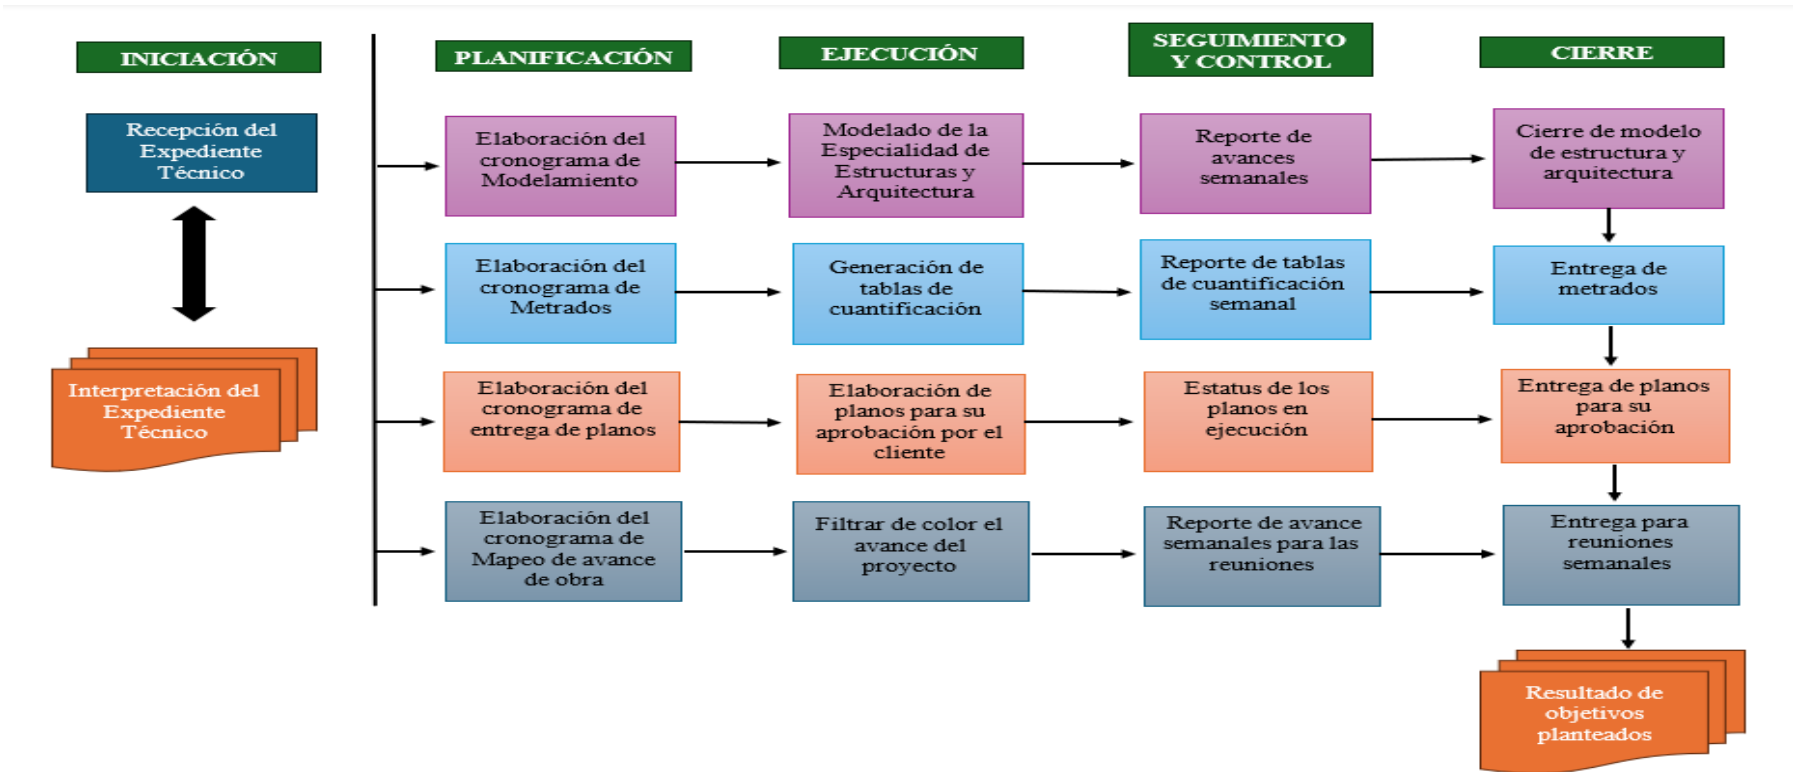 INICIACIÓN
PLANIFICACIÓN
EJECUCIÓN
SEGUIMIENTO
Y CONTROL
CIERRE
Recepción del
Expediente
Técnico
Interpretación del
Expediente
Técnico
Elaboración del
cronograma de
Modelamiento
Modelado de la
Especialidad de
Estructuras y
Arquitectura
Reporte de
avances
semanales
Cierre de modelo
de estructura y
arquitectura
Elaboración del
cronograma de
Metrados
Generación de
tablas de
cuantificación
Reporte de tablas
de cuantificación
semanal
Entrega de
metrados
Elaboración del
cronograma de
entrega de planos
Elaboración de
planos para su
aprobación por el
cliente
Estatus de los
planos en
ejecución
Entrega de planos
para su
aprobación
Elaboración del
cronograma de
Mapeo de avance
de obra
Filtrar de color el
avance del
proyecto
Reporte de avance
semanales para las
reuniones
Entrega para
reuniones
semanales
Resultado de
objetivos
planteados